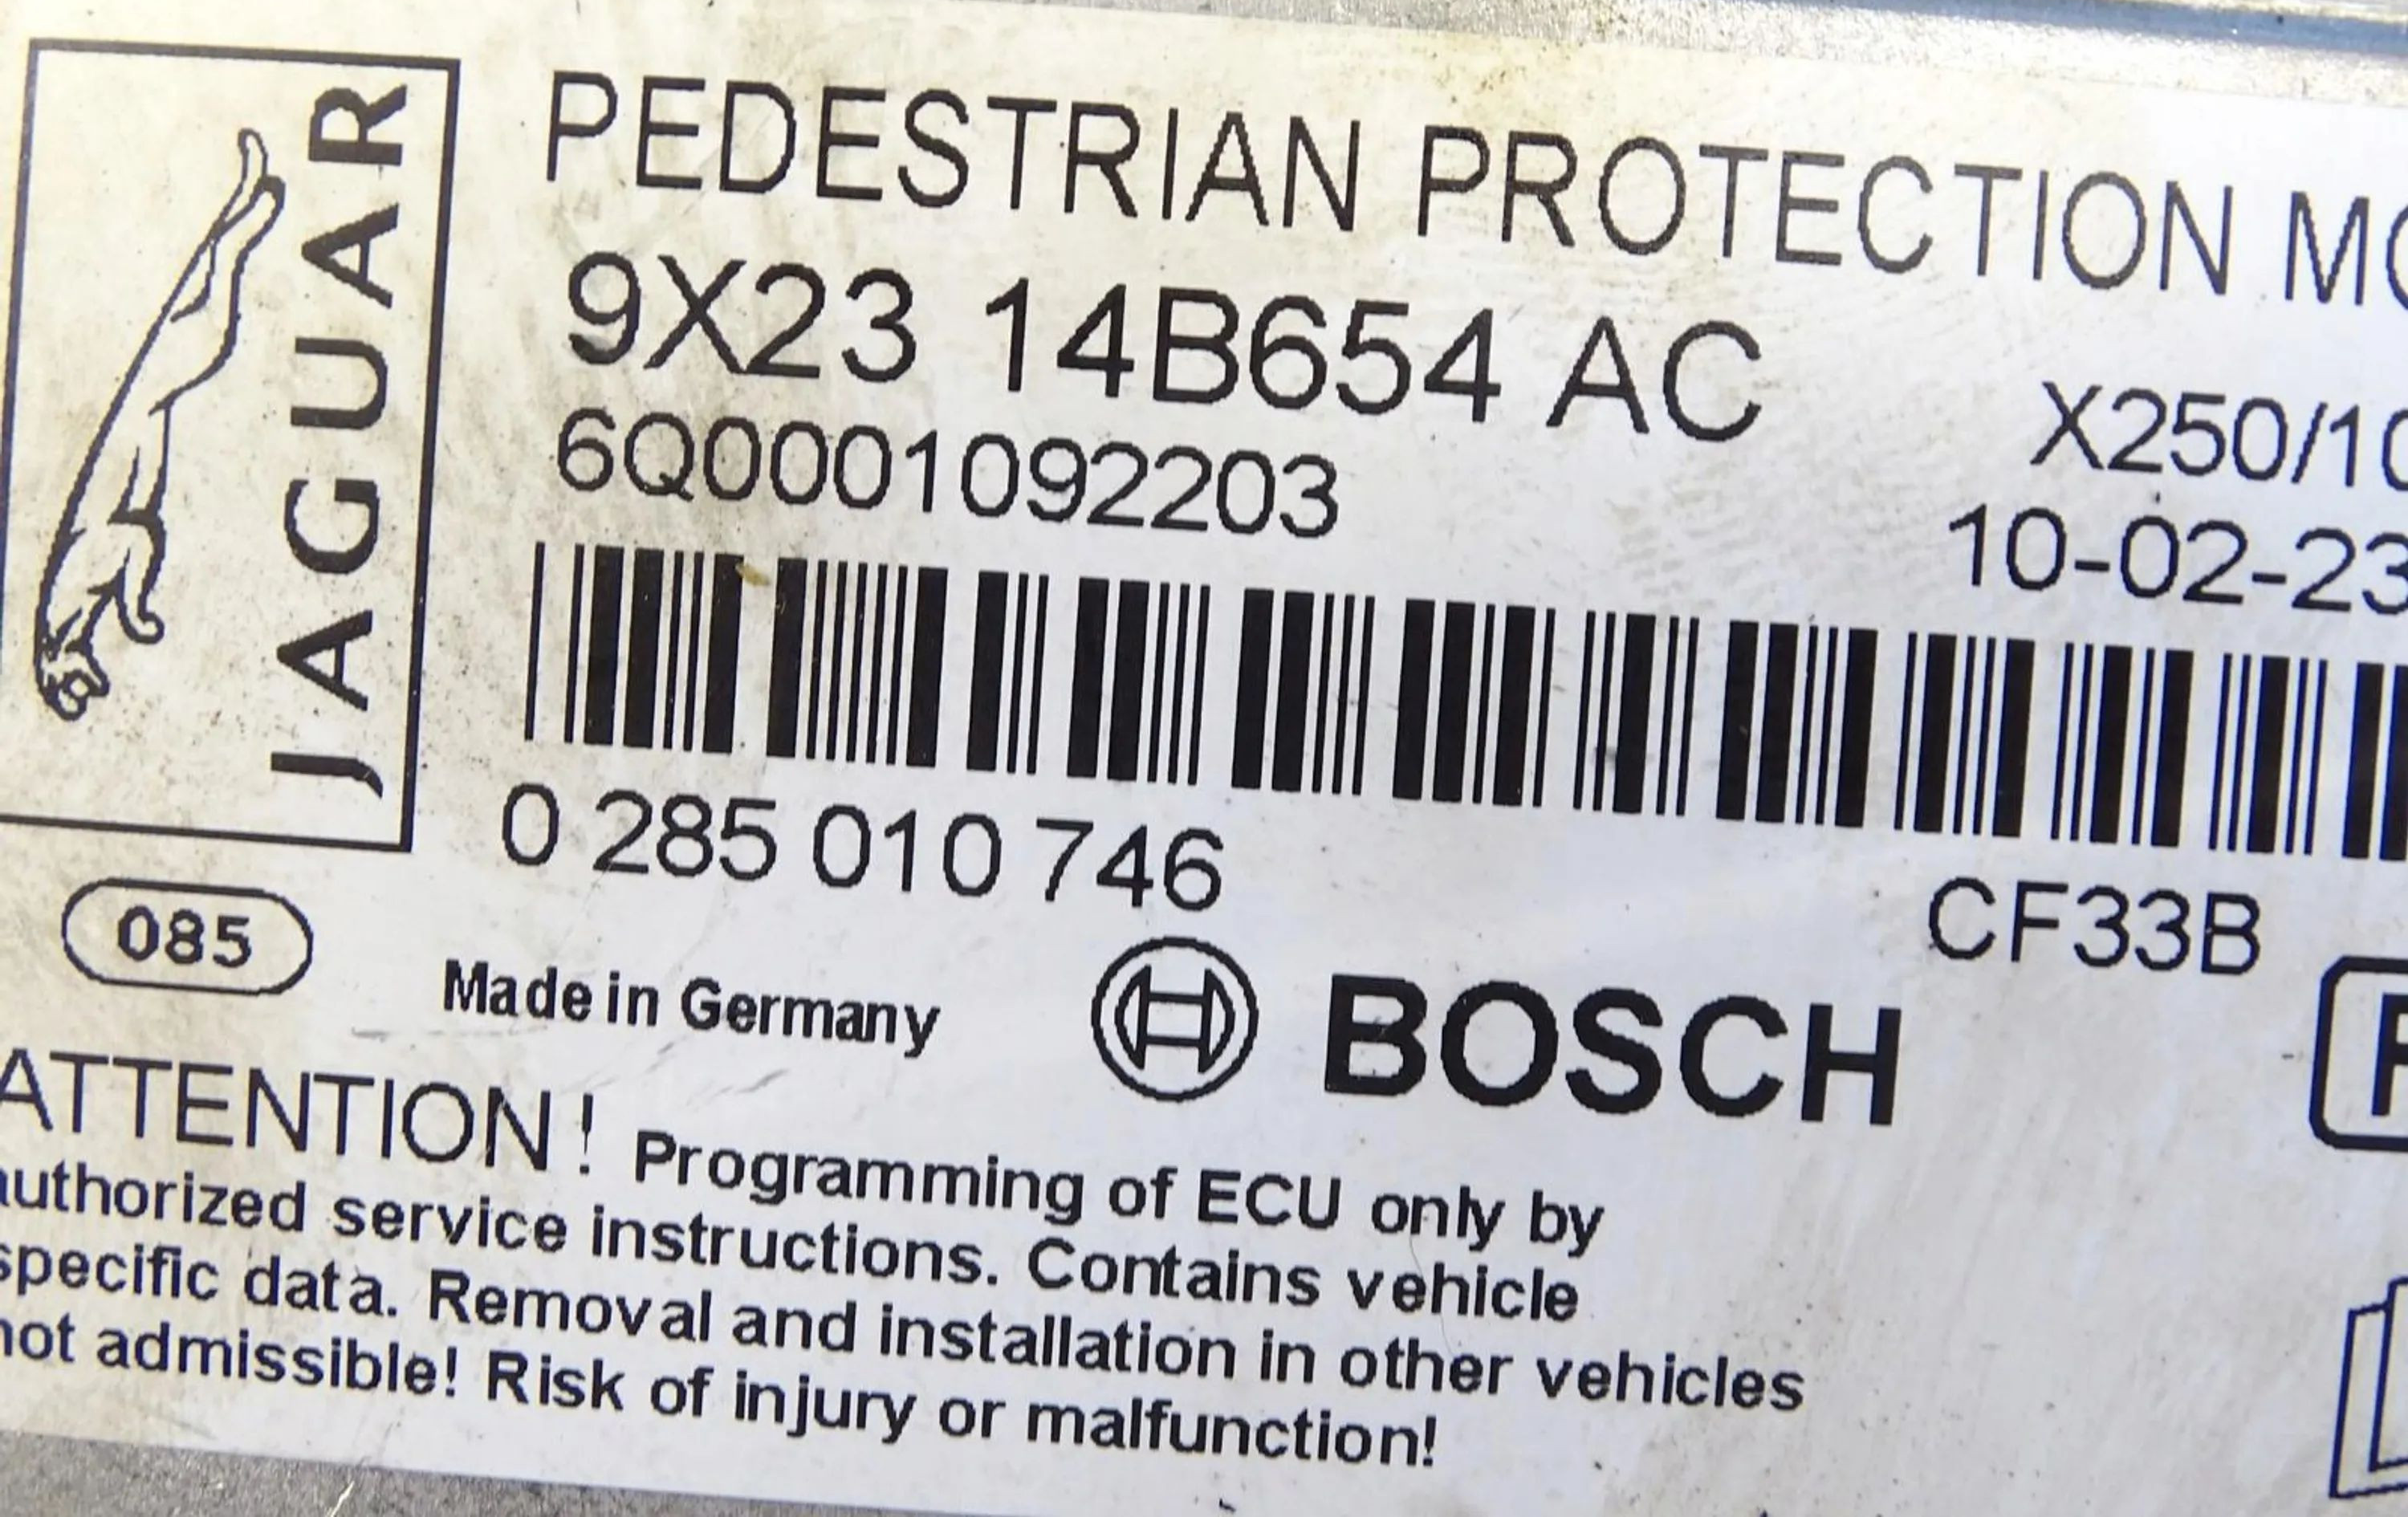 JAGUAR
PEDESTRIAN PROTECTION MO
9X23 14B654 AC
6Q0001092203
X250/10
10-02-23
0 285 010 746
CF33B
085
Made in Germany
BOSCH
ATTENTION! Programming of ECU only by
authorized service instructions. Contains vehicle
specific data. Removal and installation in other vehicles
not admissible! Risk of injury or malfunction!